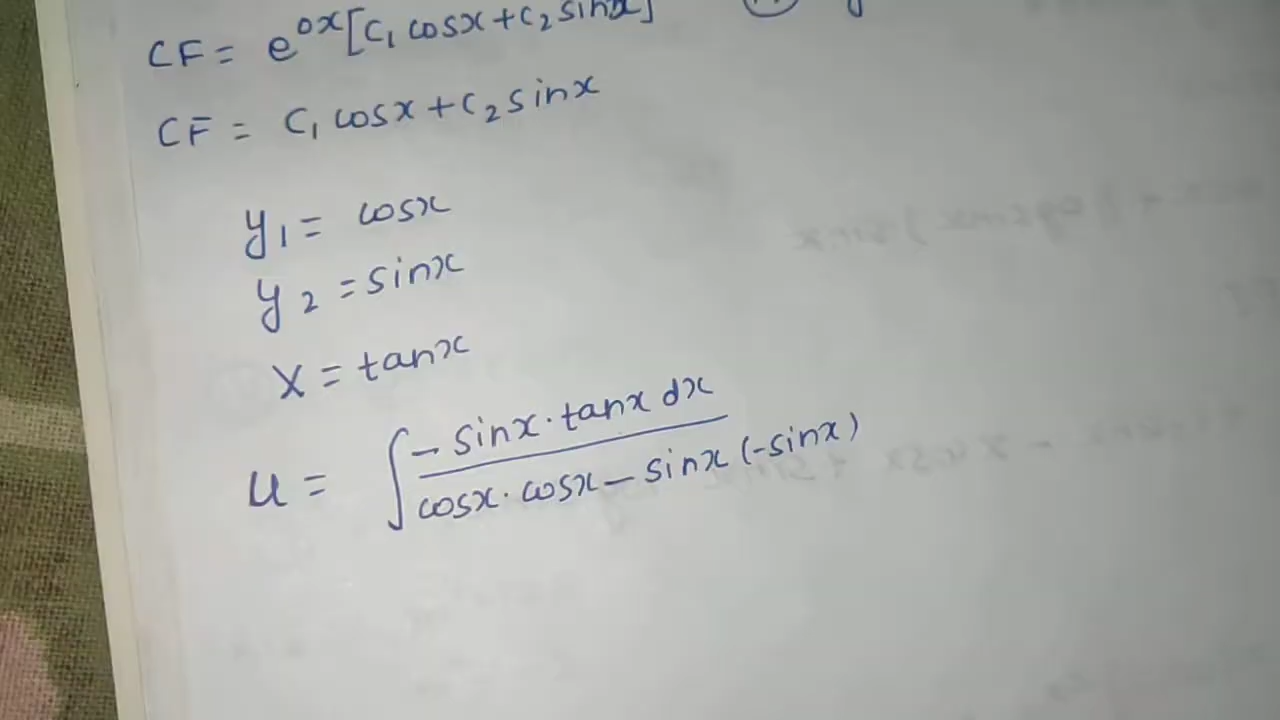 CF = e^{0x}[C₁ cosx + C₂ sinx]
CF = C₁ cosx + C₂ sinx
y₁ = cosx
y₂ = sinx
X = tanx
u = ∫ (- sinx · tanx dx) / (cosx · cosx - sinx (-sinx))